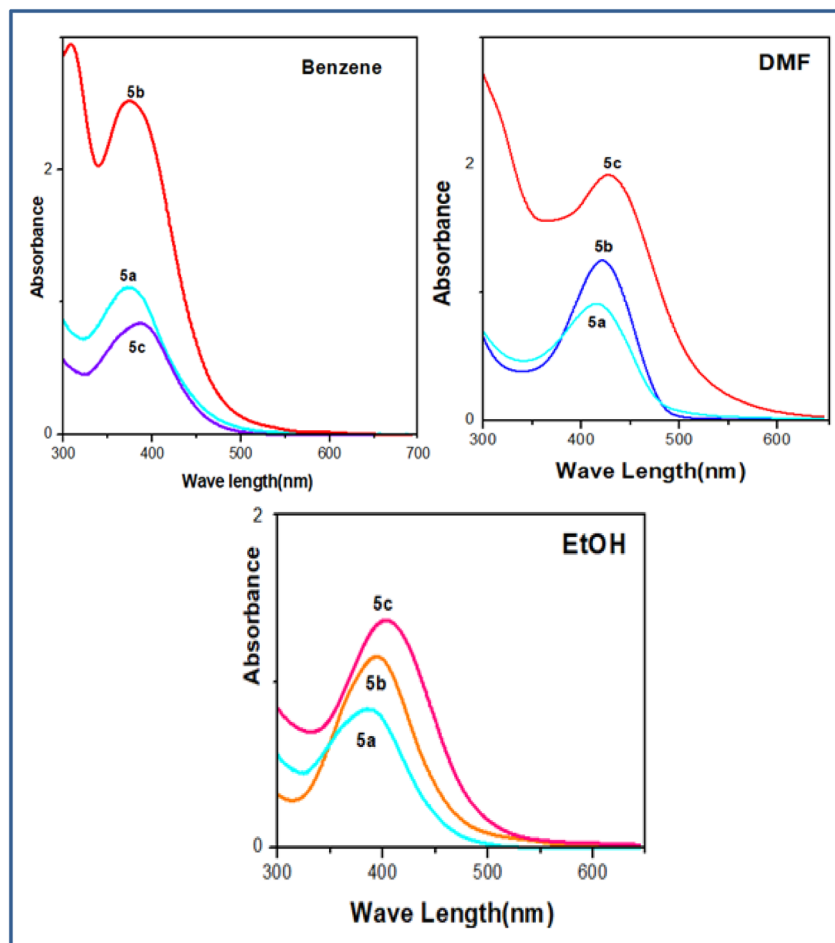 Benzene
5b
2
5a
5c
0
300 400 500 600 700
Absorbance
Wave length(nm)
DMF
5c
2
5b
5a
0
300 400 500
Absorbance
Wave Length(nm)
2
EtOH
5c
5b
5a
0
300 400 500 600
Absorbance
Wave Length(nm)